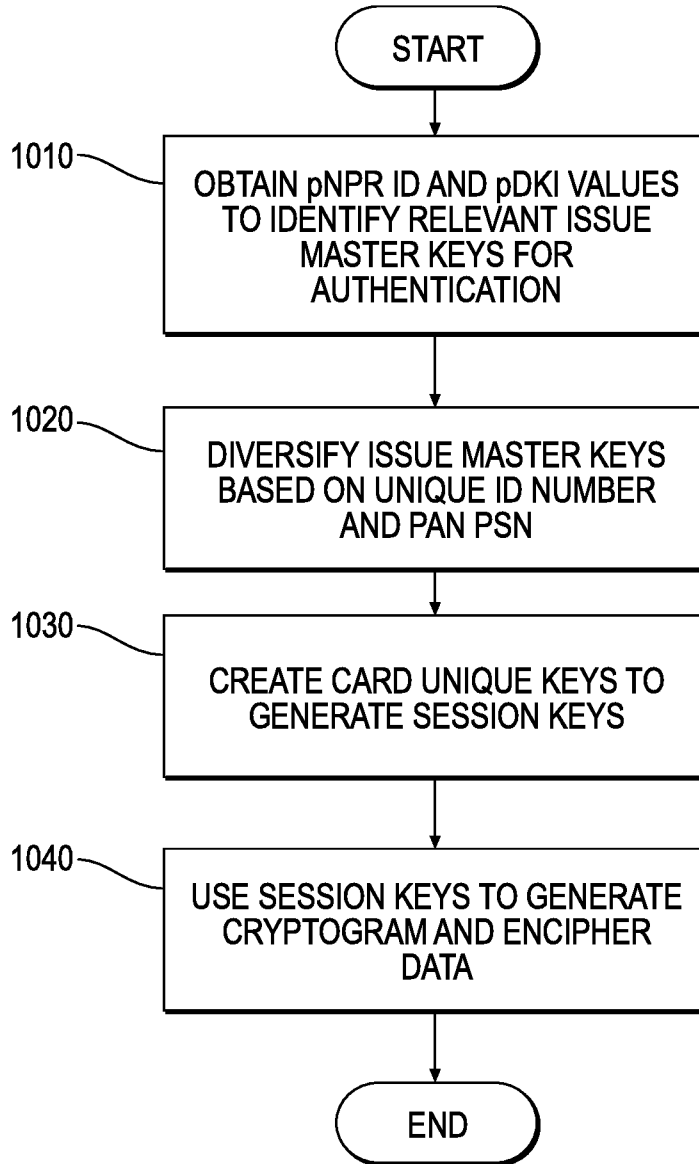 START
1010
OBTAIN pNPR ID AND pDKI VALUES
TO IDENTIFY RELEVANT ISSUE
MASTER KEYS FOR
AUTHENTICATION
1020
DIVERSIFY ISSUE MASTER KEYS
BASED ON UNIQUE ID NUMBER
AND PAN PSN
1030
CREATE CARD UNIQUE KEYS TO
GENERATE SESSION KEYS
1040
USE SESSION KEYS TO GENERATE
CRYPTOGRAM AND ENCIPHER
DATA
END